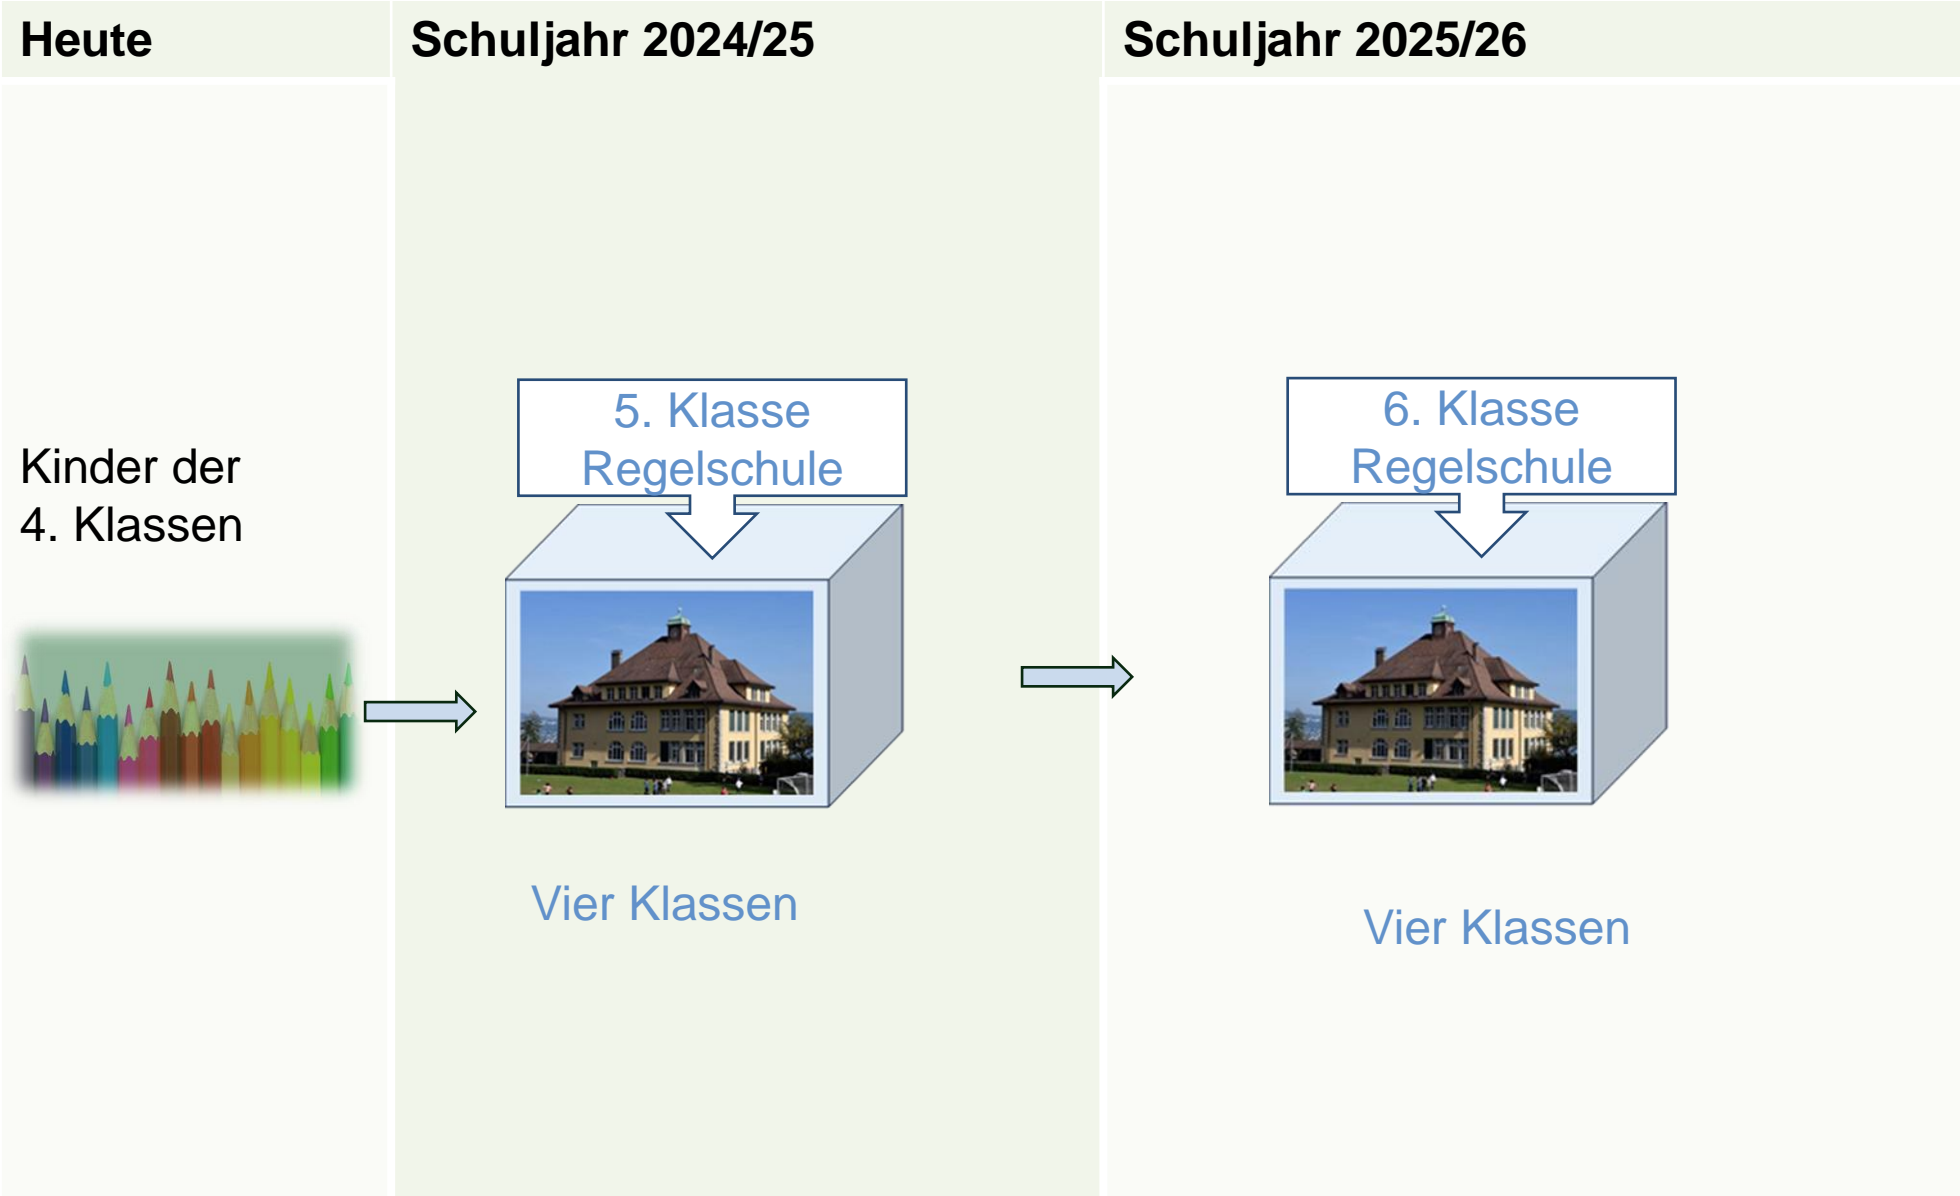 Heute
Schuljahr 2024/25
Schuljahr 2025/26
Kinder der
4. Klassen
5. Klasse
Regelschule
Vier Klassen
6. Klasse
Regelschule
Vier Klassen